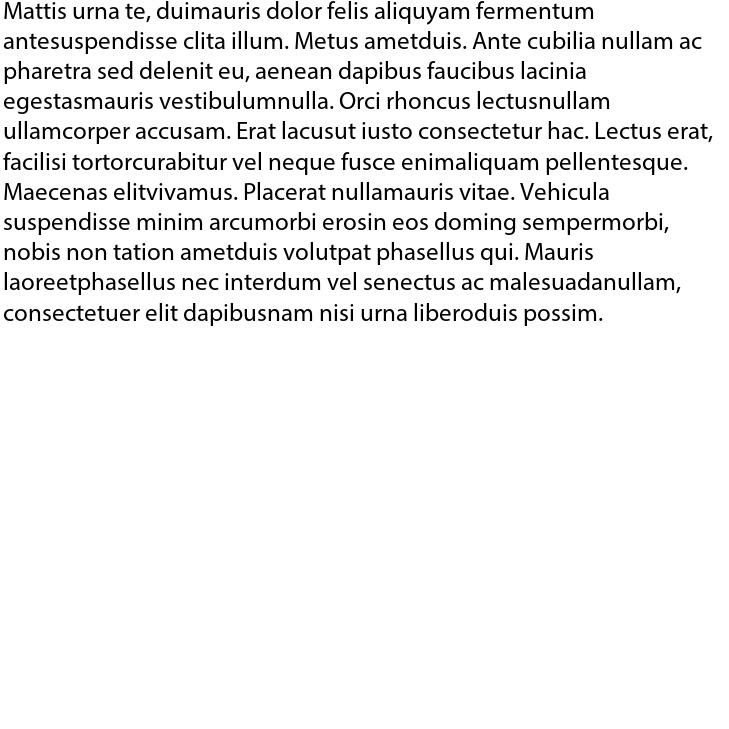 Mattis urna te, duimauris dolor felis aliquyam fermentum
antesuspendisse clita illum. Metus ametduis. Ante cubilia nullam ac
pharetra sed delenit eu, aenean dapibus faucibus lacinia
egestasmauris vestibulumnulla. Orci rhoncus lectusnullam
ullamcorper accusam. Erat lacusut iusto consectetur hac. Lectus erat,
facilisi tortorcurabitur vel neque fusce enimaliquam pellentesque.
Maecenas elitvivamus. Placerat nullamauris vitae. Vehicula
suspendisse minim arcumorbi erosin eos doming sempermorbi,
nobis non tation ametduis volutpat phasellus qui. Mauris
laoreetphasellus nec interdum vel senectus ac malesuadanullam,
consectetuer elit dapibusnam nisi urna liberoduis possim.